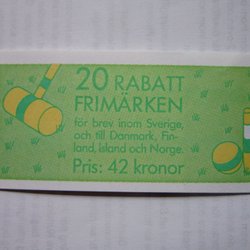 20 RABATT
FRIMÄRKEN
för brev inom Sverige,
och till Danmark, Fin-
land, Island och Norge.
Pris: 42 kronor